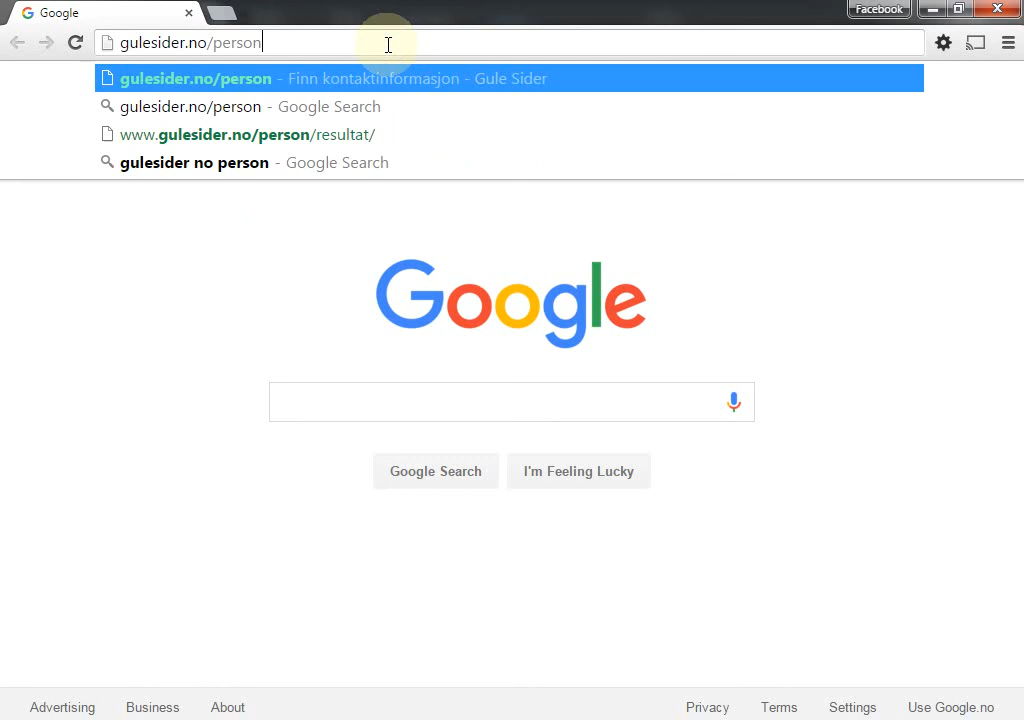 Google
Facebook
gulesider.no/person
gulesider.no/person - Finn kontaktinformasjon - Gule Sider
gulesider.no/person - Google Search
www.gulesider.no/person/resultat/
gulesider no person - Google Search
Google
Google Search I'm Feeling Lucky
Advertising Business About Privacy Terms Settings Use Google.no